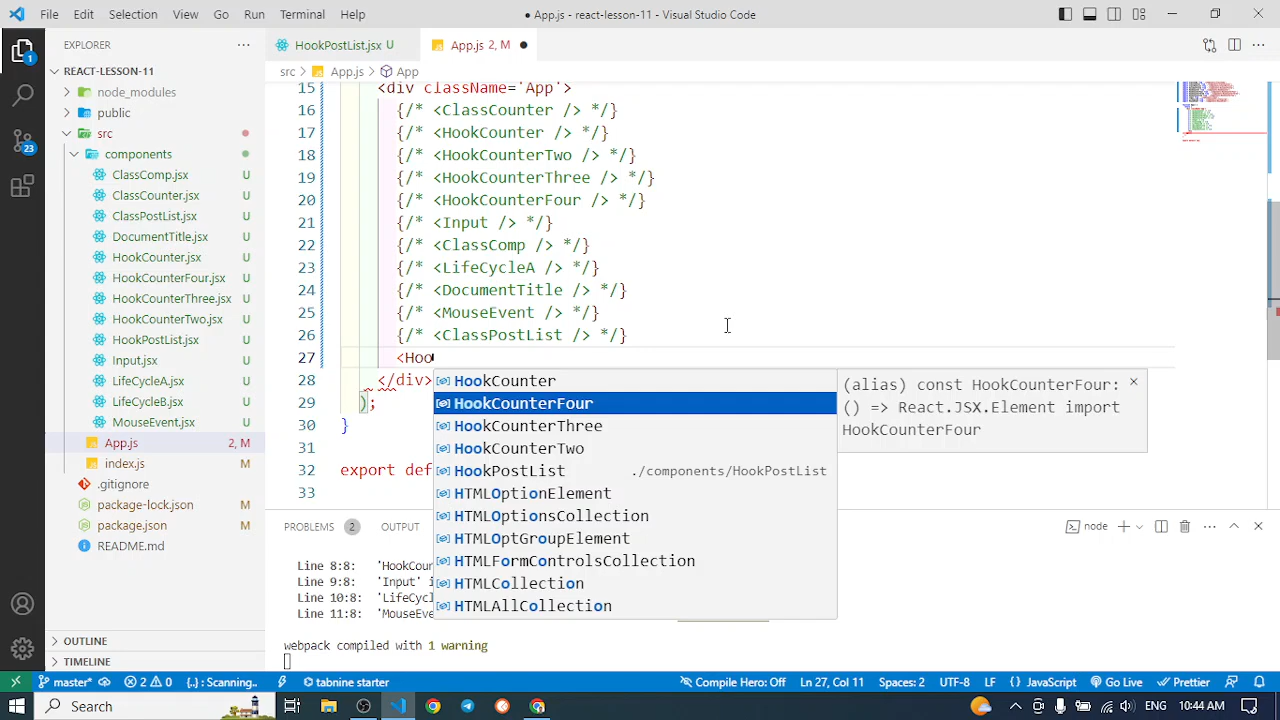 File Edit Selection View Go Run ···
● App.js - react-lesson-11 - Visual Studio Code
EXPLORER ···
REACT-LESSON-11
node_modules
public
src
components
ClassComp.jsx U
ClassCounter.jsx U
ClassPostList.jsx U
DocumentTitle.jsx U
HookCounter.jsx U
HookCounterFour.jsx U
HookCounterThree.jsx U
HookCounterTwo.jsx U
HookPostList.jsx U
Input.jsx U
LifeCycleA.jsx U
LifeCycleB.jsx U
MouseEvent.jsx U
App.js 2, M
index.js M
.gitignore
package-lock.json M
package.json M
README.md
OUTLINE
TIMELINE
1
23
HookPostList.jsx U
App.js 2, M ●
src > App.js > App
15 <div className='App'>
16 {/* <ClassCounter /> */}
17 {/* <HookCounter /> */}
18 {/* <HookCounterTwo /> */}
19 {/* <HookCounterThree /> */}
20 {/* <HookCounterFour /> */}
21 {/* <Input /> */}
22 {/* <ClassComp /> */}
23 {/* <LifeCycleA /> */}
24 {/* <DocumentTitle /> */}
25 {/* <MouseEvent /> */}
26 {/* <ClassPostList /> */}
27 <Hoo
28 </div>
29 );
30 }
31
32 export def
33
HookCounter
HookCounterFour
HookCounterThree
HookCounterTwo
HookPostList ./components/HookPostList
HTMLOptionElement
HTMLOptionsCollection
HTMLOptGroupElement
HTMLFormControlsCollection
HTMLCollection
HTMLAllCollection
(alias) const HookCounterFour:
() => React.JSX.Element import
HookCounterFour
PROBLEMS 2 OUTPUT
node
Line 8:8: 'HookCour
Line 9:8: 'Input' i
Line 10:8: 'LifeCyc
Line 11:8: 'MouseEve
webpack compiled with 1 warning
master* 2 0 {..} : Scanning.. tabnine starter
Compile Hero: Off Ln 27, Col 11 Spaces: 2 UTF-8 LF {} JavaScript Go Live Prettier
Search
10:44 AM